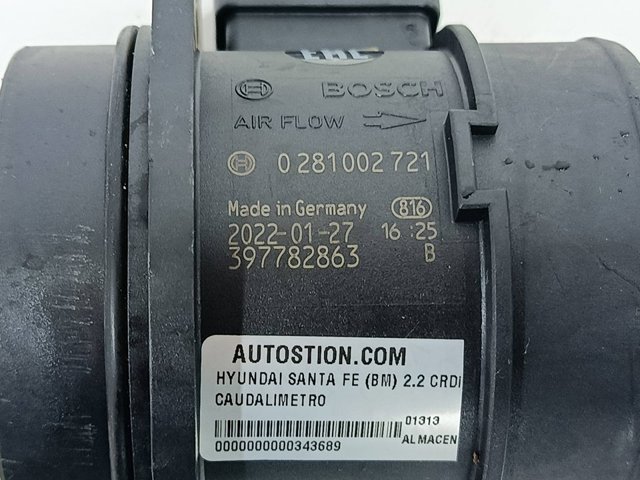 EAC
BOSCH
AIR FLOW
0 281 002 721
Made in Germany 816
2022-01-27 16:25
397782863 B
AUTOSTION.COM
HYUNDAI SANTA FE (BM) 2.2 CRDI
CAUDALIMETRO
01313
0000000000343689 ALMACEN